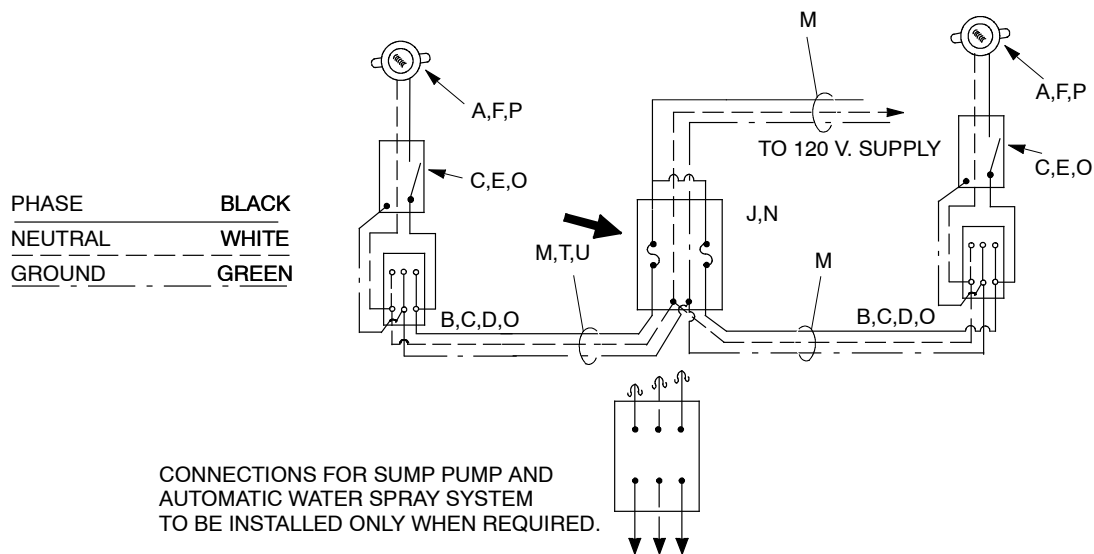 M
A,F,P
A,F,P
TO 120 V. SUPPLY
C,E,O
C,E,O
PHASE BLACK
NEUTRAL WHITE
GROUND GREEN
J,N
M,T,U
M
B,C,D,O
B,C,D,O
CONNECTIONS FOR SUMP PUMP AND
AUTOMATIC WATER SPRAY SYSTEM
TO BE INSTALLED ONLY WHEN REQUIRED.